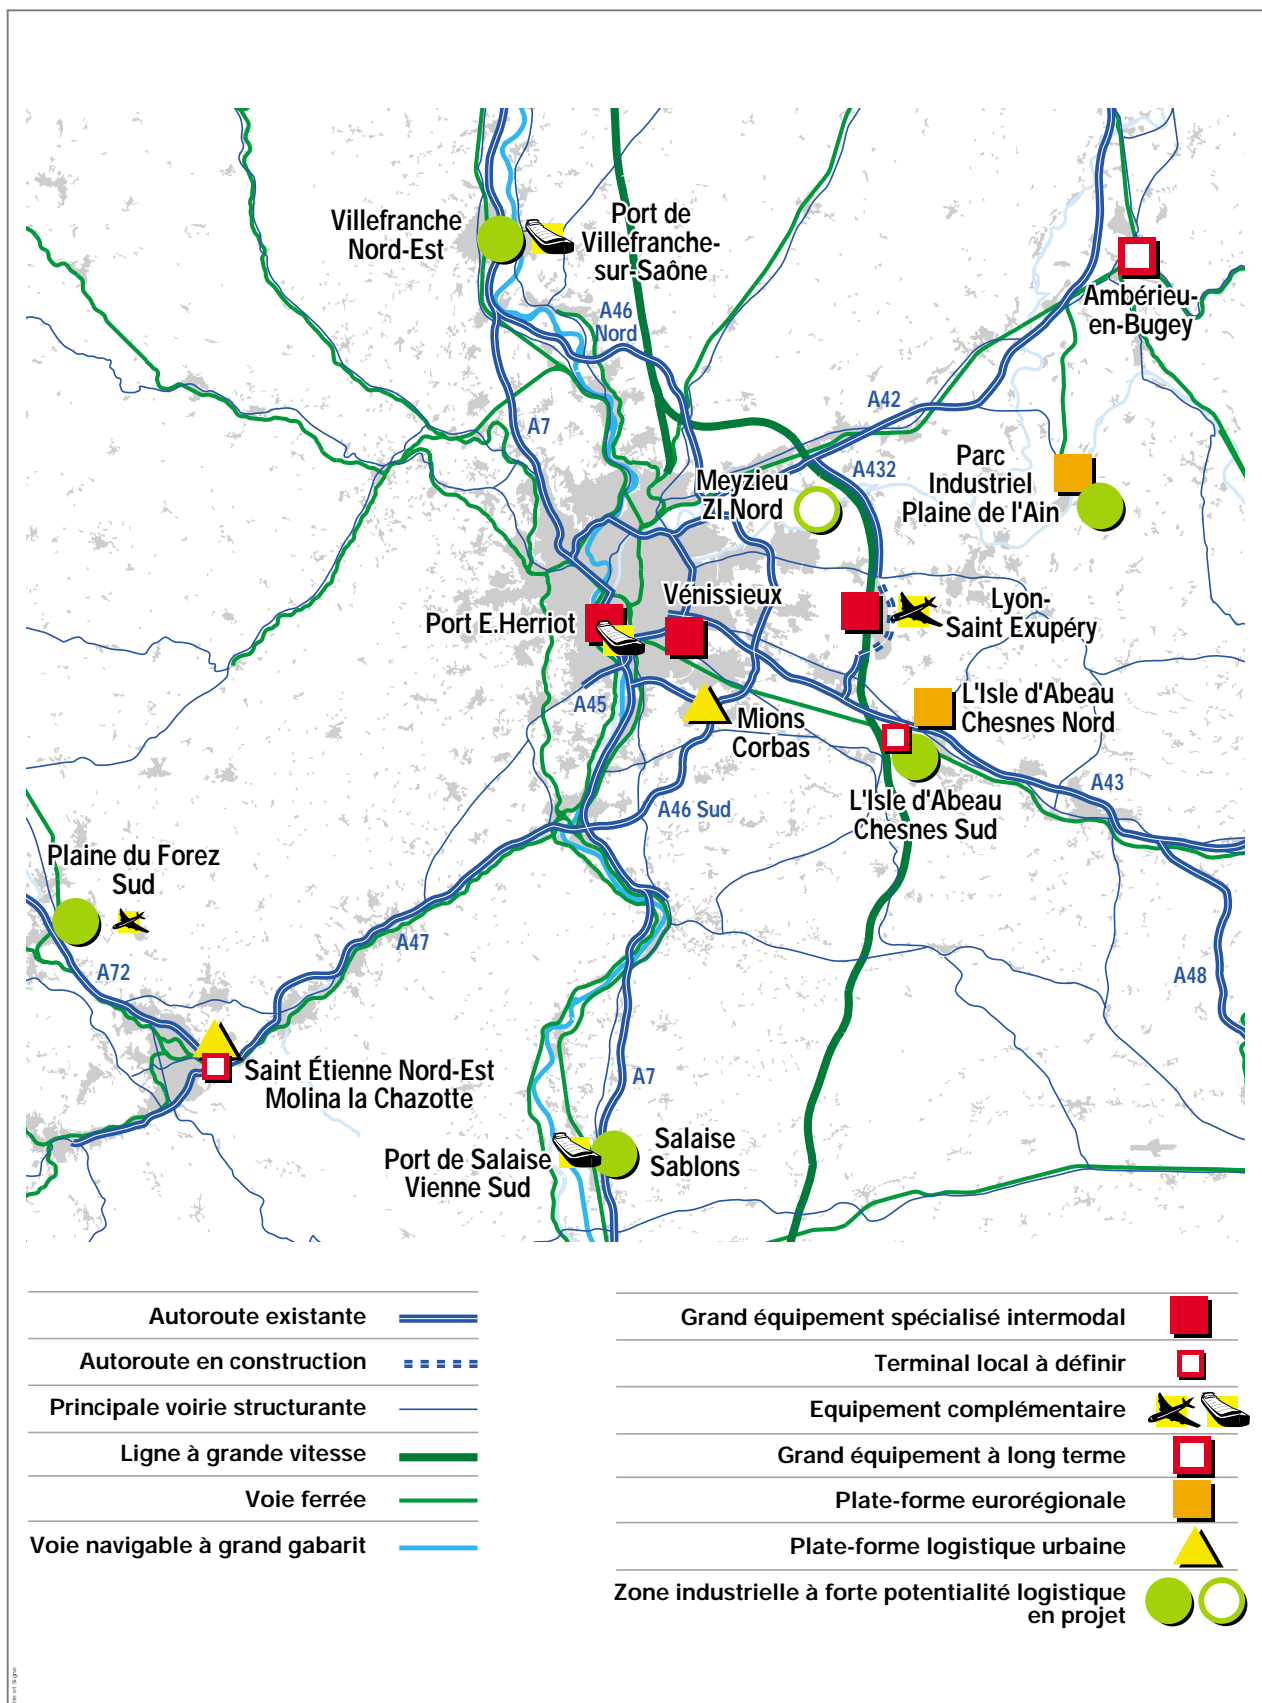 Villefranche
Nord-Est
Port de
Villefranche-
sur-Saône
A46
Nord
Ambérieu-
en-Bugey
A7
A42
A432
Parc
Industriel
Plaine de l'Ain
Meyzieu
ZI Nord
Vénissieux
Port E.Herriot
Lyon-
Saint Exupéry
A45
Mions
Corbas
L'Isle d'Abeau
Chesnes Nord
A43
L'Isle d'Abeau
Chesnes Sud
A46 Sud
Plaine du Forez
Sud
A47
A72
A48
Saint Étienne Nord-Est
Molina la Chazotte
A7
Port de Salaise
Vienne Sud
Salaise
Sablons
Autoroute existante
Autoroute en construction
Principale voirie structurante
Ligne à grande vitesse
Voie ferrée
Voie navigable à grand gabarit
Grand équipement spécialisé intermodal
Terminal local à définir
Equipement complémentaire
Grand équipement à long terme
Plate-forme eurorégionale
Plate-forme logistique urbaine
Zone industrielle à forte potentialité logistique
en projet